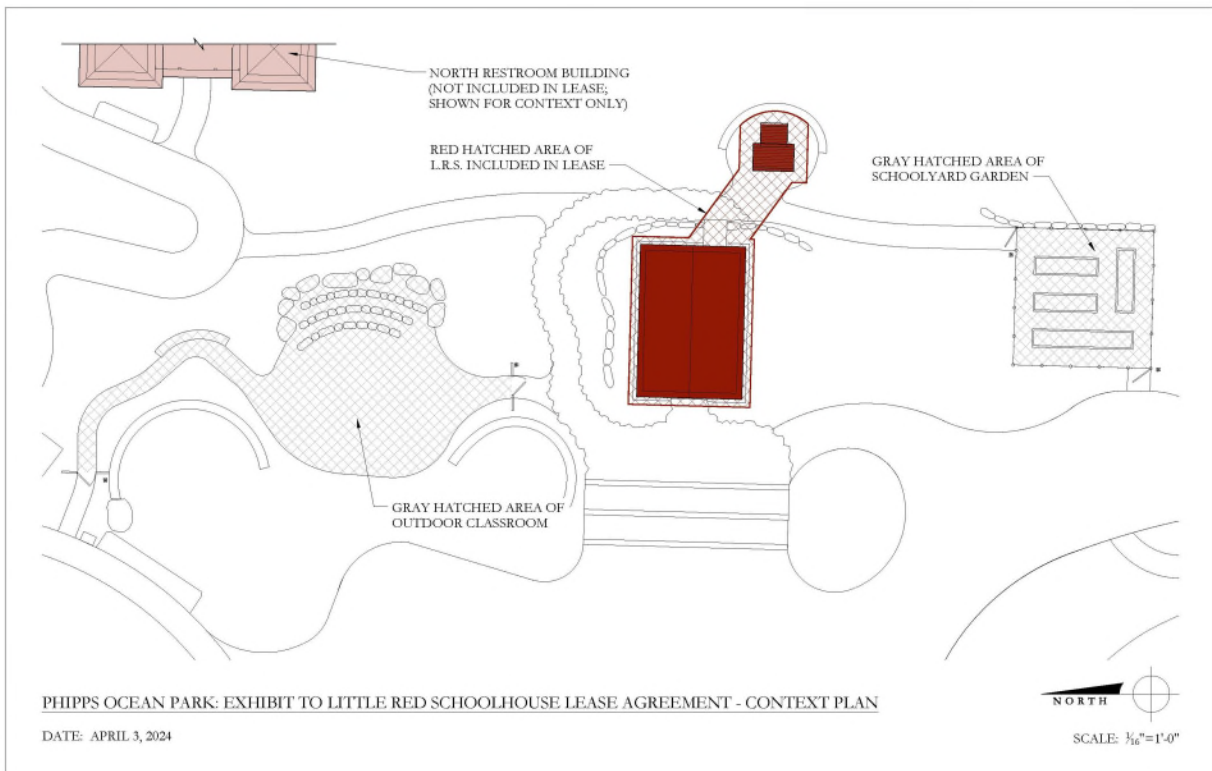 NORTH RESTROOM BUILDING
(NOT INCLUDED IN LEASE;
SHOWN FOR CONTEXT ONLY)
RED HATCHED AREA OF
L.R.S. INCLUDED IN LEASE
GRAY HATCHED AREA OF
SCHOOLYARD GARDEN
GRAY HATCHED AREA OF
OUTDOOR CLASSROOM
PHIPPS OCEAN PARK: EXHIBIT TO LITTLE RED SCHOOLHOUSE LEASE AGREEMENT - CONTEXT PLAN
DATE: APRIL 3, 2024
NORTH
SCALE: 1/16"=1'-0"